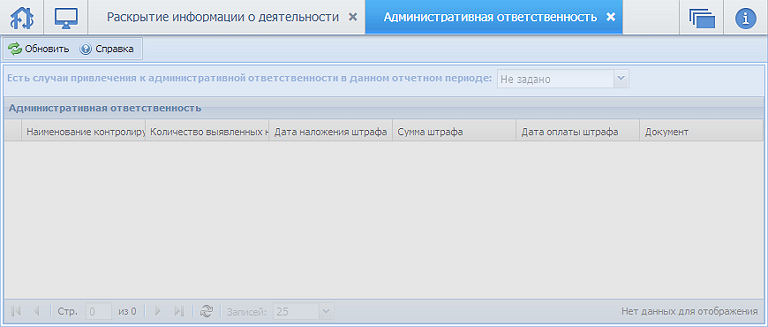 Раскрытие информации о деятельности
Административная ответственность
Обновить
Справка
Есть случаи привлечения к административной ответственности в данном отчетном периоде: Не задано
Административная ответственность
Наименование контролиру Количество выявленных н Дата наложения штрафа Сумма штрафа Дата оплаты штрафа Документ
Стр. 0 из 0 Записей: 25 Нет данных для отображения